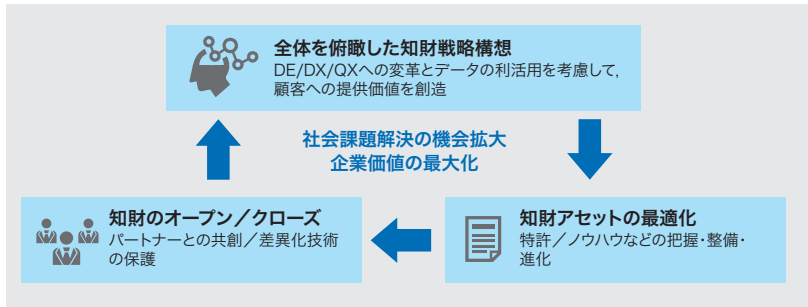 全体を俯瞰した知財戦略構想
DE/DX/QXへの変革とデータの利活用を考慮して,
顧客への提供価値を創造
社会課題解決の機会拡大
企業価値の最大化
知財のオープン／クローズ
パートナーとの共創／差異化技術
の保護
知財アセットの最適化
特許／ノウハウなどの把握・整備・
進化